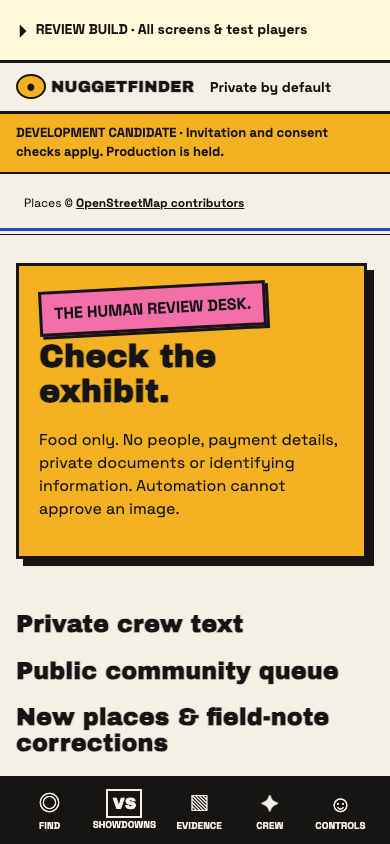 REVIEW BUILD · All screens & test players
NUGGETFINDER Private by default
DEVELOPMENT CANDIDATE · Invitation and
checks apply. Production is held.
Places © OpenStreetMap contributors
THE HUMAN REVIEW DESK.
Check the
exhibit.
Food only. No people, payment details,
private documents or identifying
information. Automation cannot
approve an image.
Private crew text
Public community queue
New places & field-note
corrections
VS
FIND SHOWDOWNS EVIDENCE CREW CONTROLS